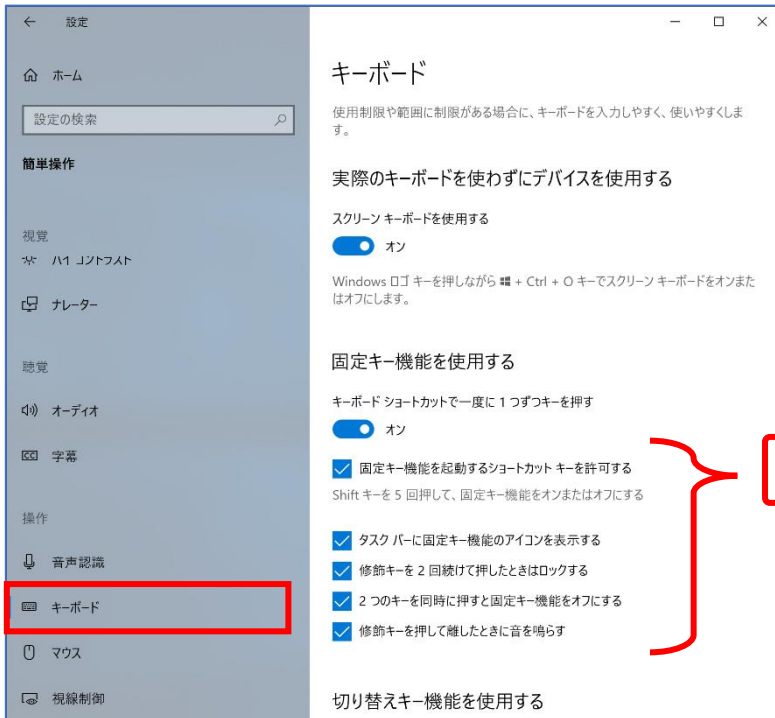 設定
ホーム
設定の検索
簡単操作
視覚
ハイ コントラスト
ナレーター
聴覚
オーディオ
字幕
操作
音声認識
キーボード
マウス
視線制御
キーボード
使用制限や範囲に制限がある場合に、キーボードを入力しやすく、使いやすくしま
す。
実際のキーボードを使わずにデバイスを使用する
スクリーン キーボードを使用する
オン
Windows ロゴ キーを押しながら + Ctrl + O キーでスクリーン キーボードをオンまた
はオフにします。
固定キー機能を使用する
キーボード ショートカットで一度に 1 つずつキーを押す
オン
固定キー機能を起動するショートカット キーを許可する
Shift キーを 5 回押して、固定キー機能をオンまたはオフにする
タスク バーに固定キー機能のアイコンを表示する
修飾キーを 2 回続けて押したときはロックする
2 つのキーを同時に押すと固定キー機能をオフにする
修飾キーを押して離したときに音を鳴らす
切り替えキー機能を使用する